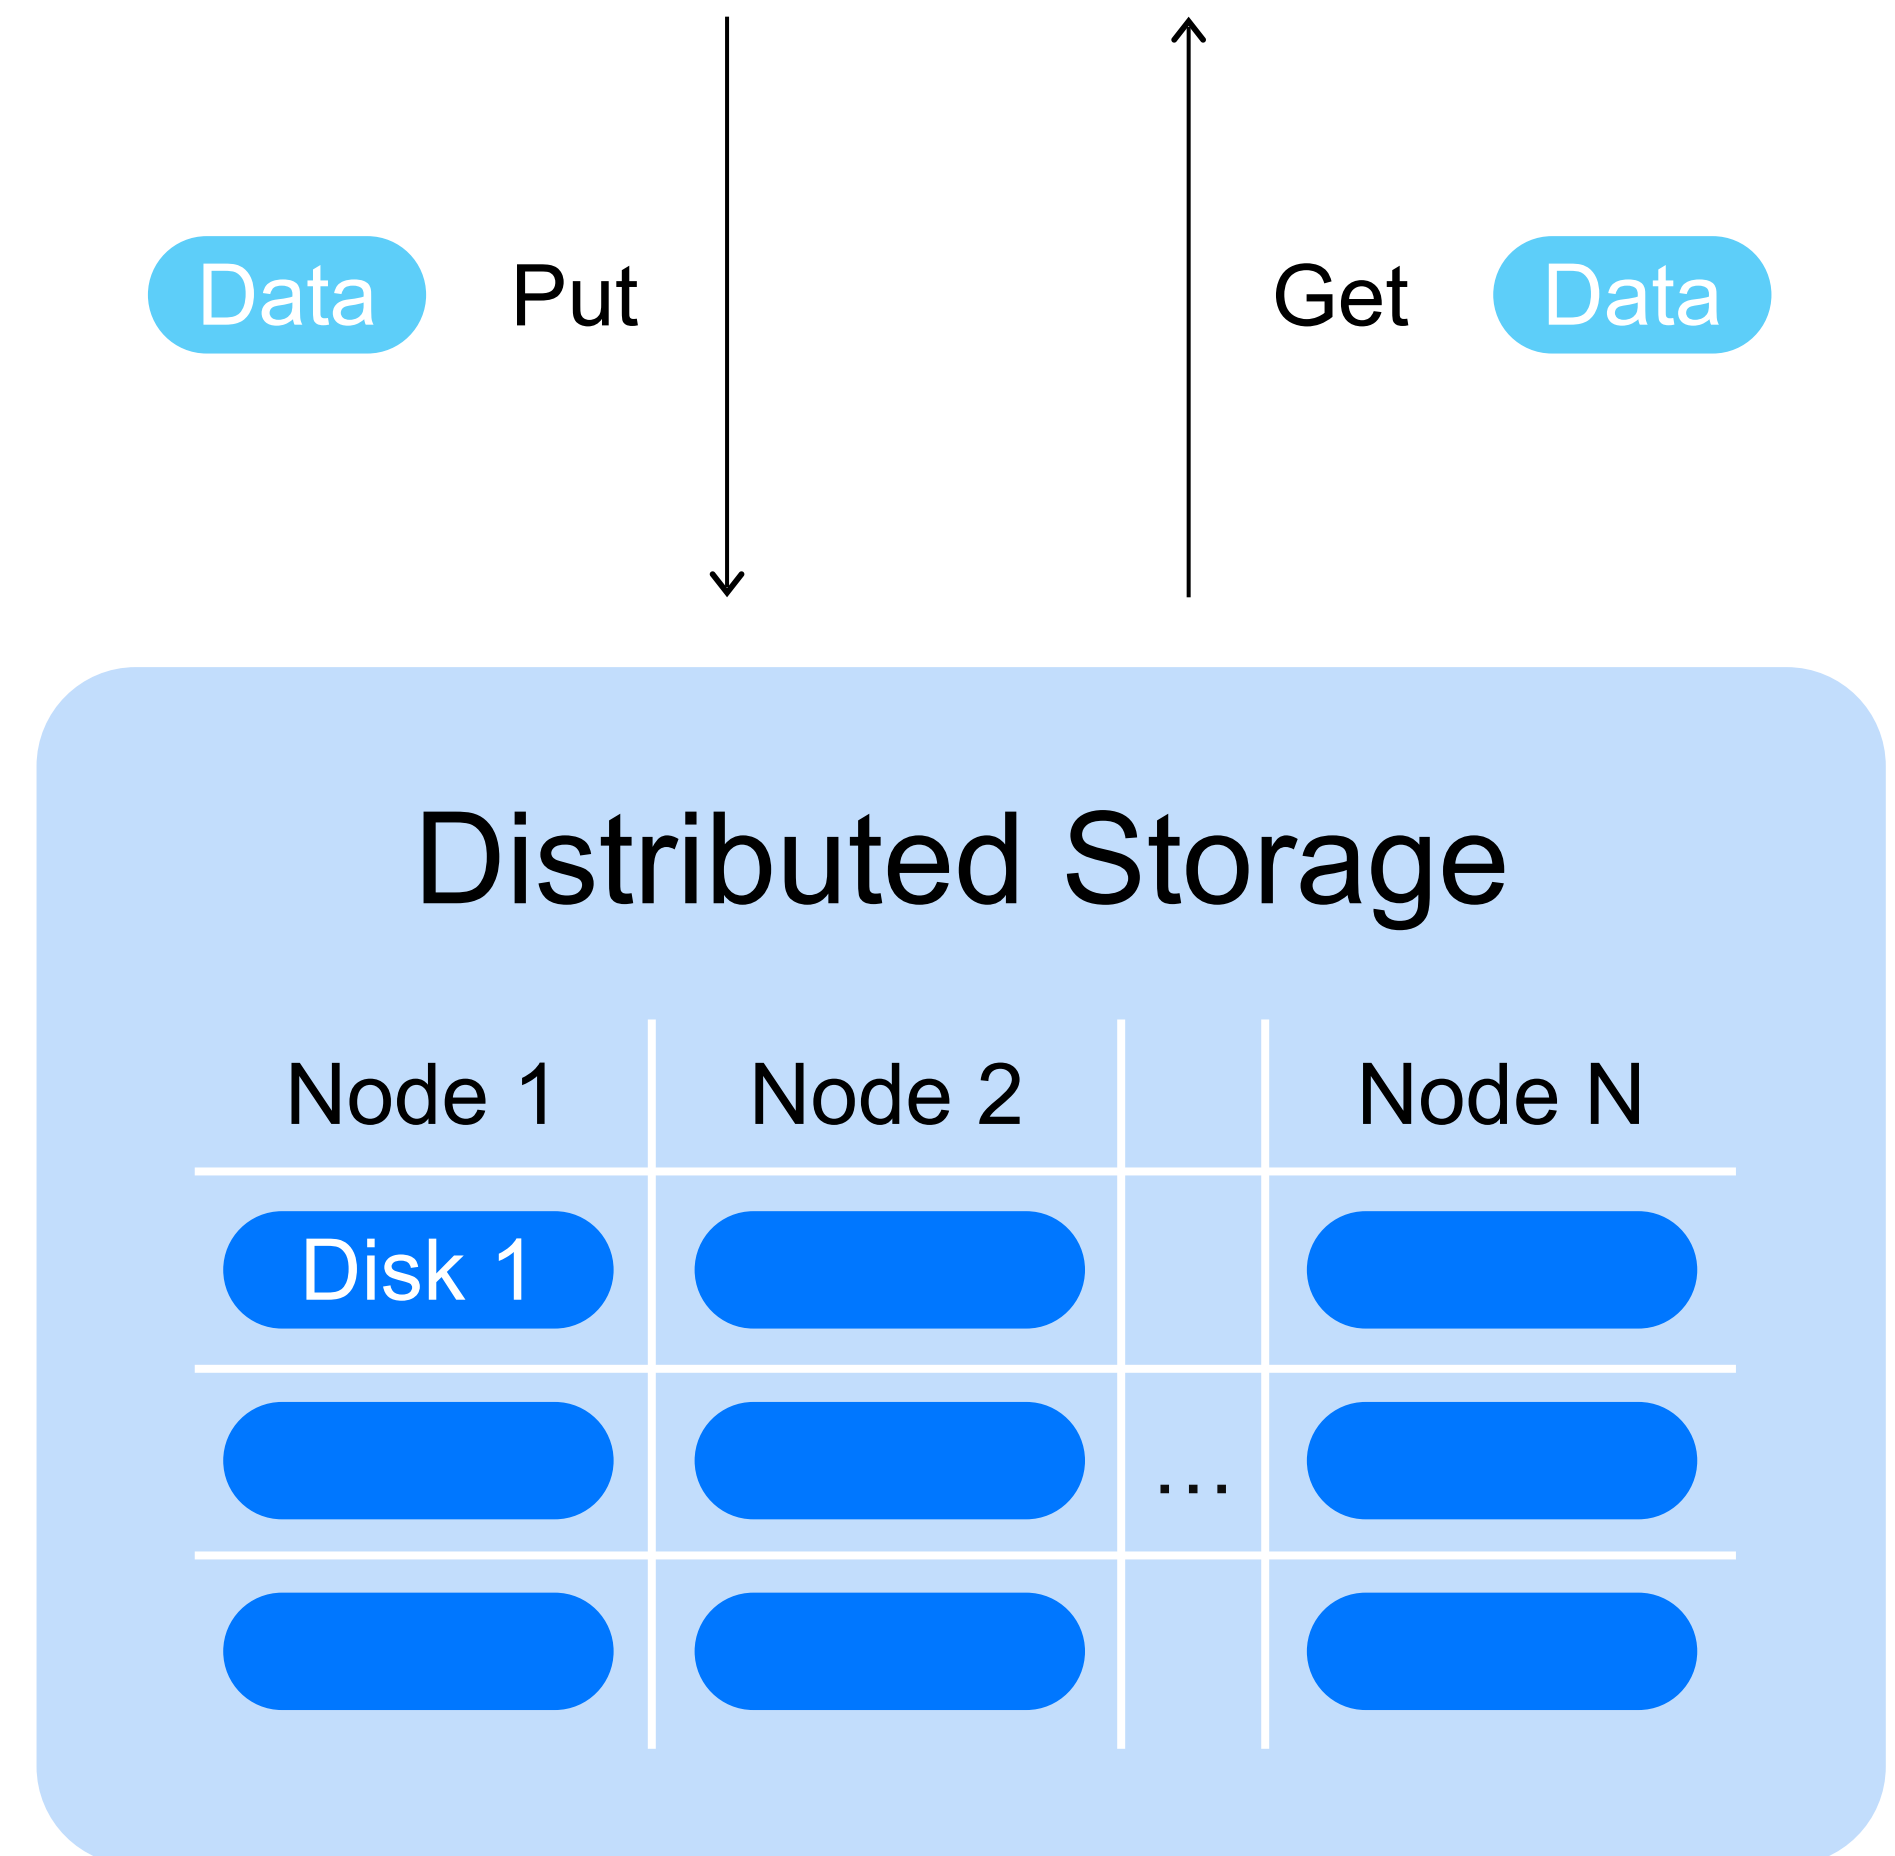 Data Put Get Data
Distributed Storage
Node 1 Node 2 Node N
Disk 1
...